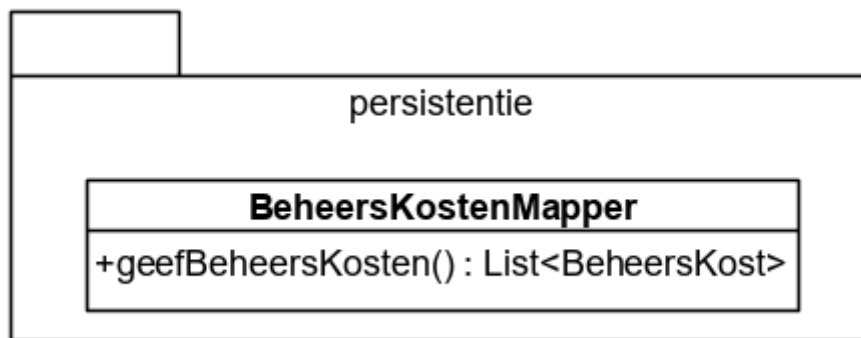 persistentie
BeheersKostenMapper
+geefBeheersKosten() : List<BeheersKost>